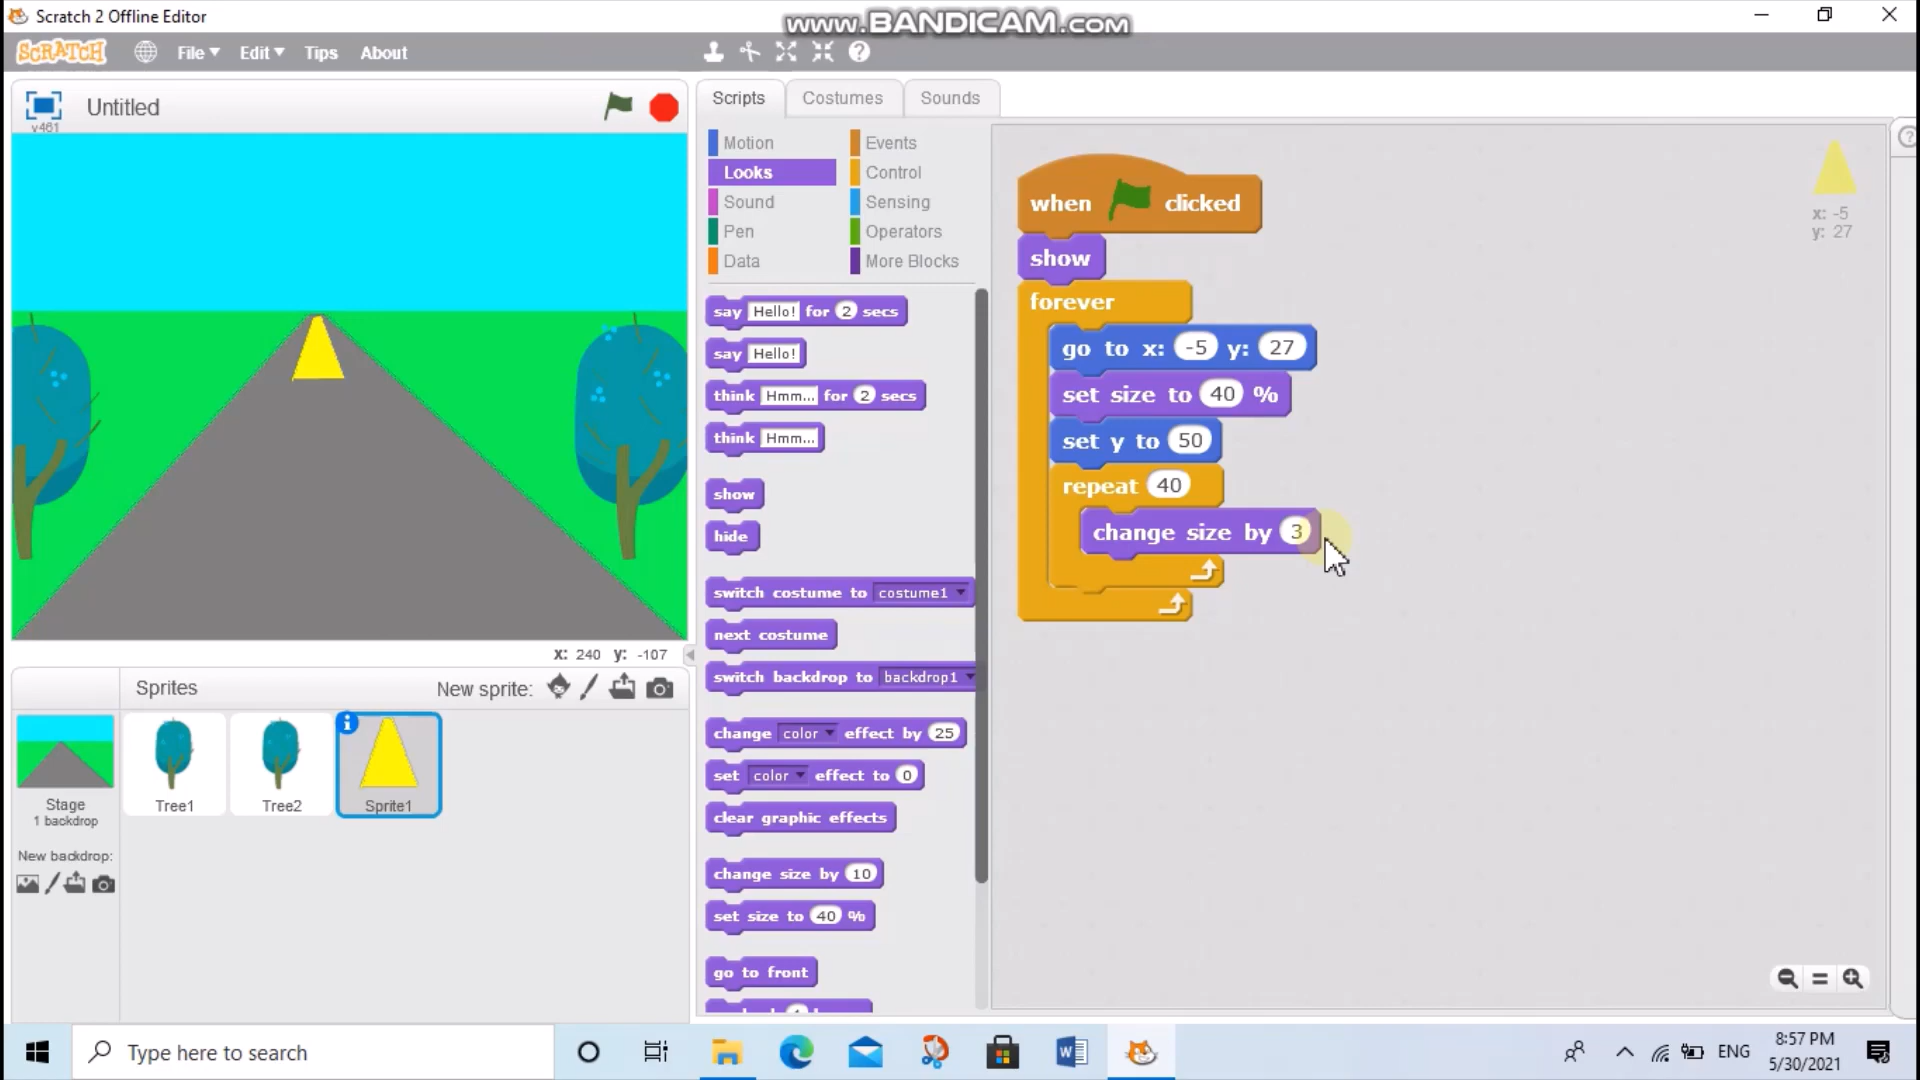 Scratch 2 Offline Editor
www.BANDICAM.com
SCRATCH File Edit Tips About
v461
Untitled
Scripts Costumes Sounds
Motion Events
Looks Control
Sound Sensing
Pen Operators
Data More Blocks
say Hello! for 2 secs
say Hello!
think Hmm... for 2 secs
think Hmm...
show
hide
switch costume to costume1
next costume
switch backdrop to backdrop1
change color effect by 25
set color effect to 0
clear graphic effects
change size by 10
set size to 40 %
go to front
when clicked
show
forever
go to x: -5 y: 27
set size to 40 %
set y to 50
repeat 40
change size by 3
x: -5
y: 27
x: 240 y: -107
Sprites New sprite:
Stage
1 backdrop
New backdrop:
Tree1
Tree2
Sprite1
Type here to search
ENG
8:57 PM
5/30/2021